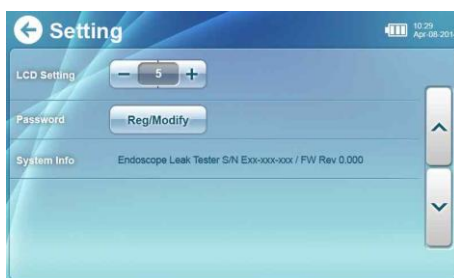 Setting
10:29
Apr-08-201
LCD Setting
− 5 +
Password
Reg/Modify
System Info
Endoscope Leak Tester S/N Exx-xxx-xxx / FW Rev 0.000